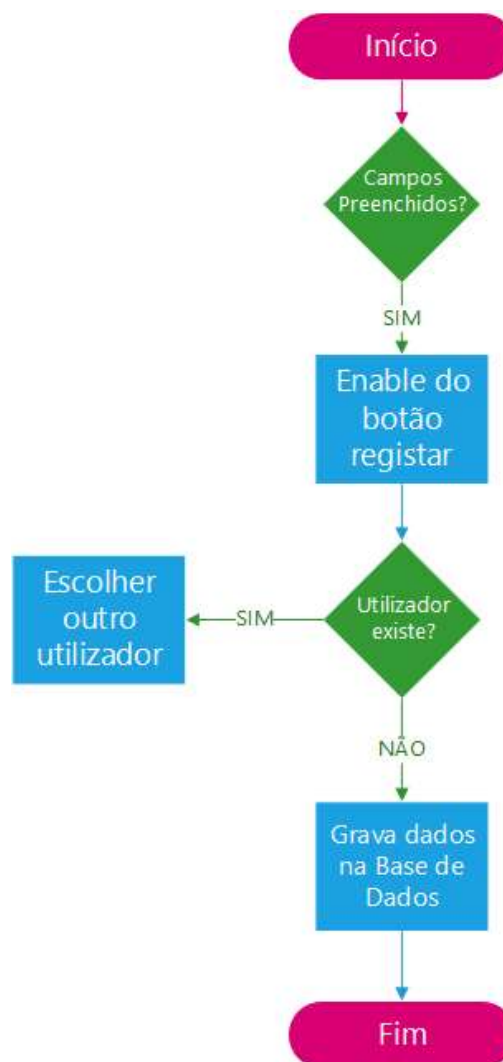 Início
Campos
Preenchidos?
SIM
Enable do
botão
registar
Escolher
outro
utilizador
SIM
Utilizador
existe?
NÃO
Grava dados
na Base de
Dados
Fim